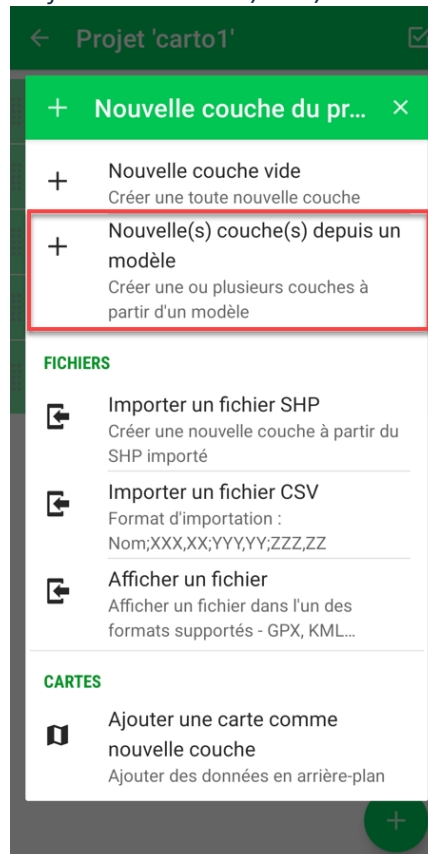 Projet 'carto1'
Nouvelle couche du pr...
Nouvelle couche vide
Créer une toute nouvelle couche
Nouvelle(s) couche(s) depuis un
modèle
Créer une ou plusieurs couches à
partir d'un modèle
FICHIERS
Importer un fichier SHP
Créer une nouvelle couche à partir du
SHP importé
Importer un fichier CSV
Format d'importation :
Nom;XXX,XX;YYY,YY;ZZZ,ZZ
Afficher un fichier
Afficher un fichier dans l'un des
formats supportés - GPX, KML...
CARTES
Ajouter une carte comme
nouvelle couche
Ajouter des données en arrière-plan